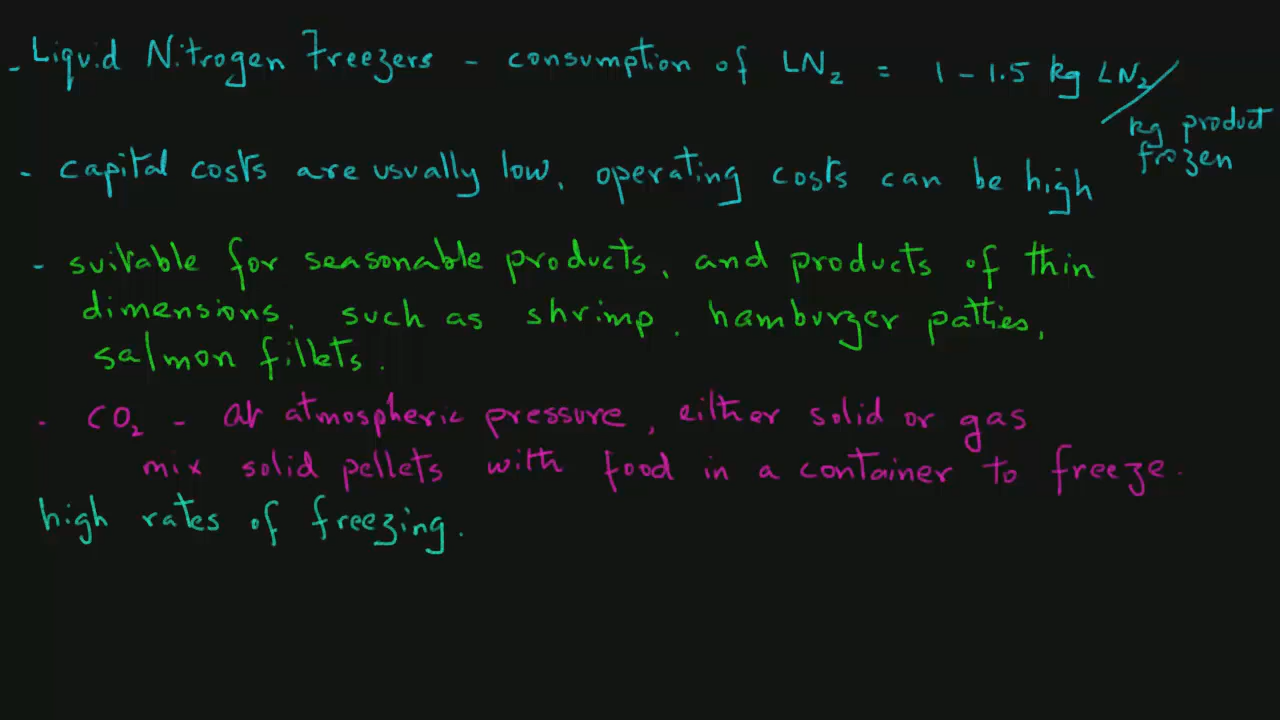 - Liquid Nitrogen Freezers - consumption of LN₂ = 1 - 1.5 kg LN₂/
kg product
frozen
- capital costs are usually low, operating costs can be high
- suitable for seasonable products, and products of thin
dimensions, such as shrimp, hamburger patties,
salmon fillets.
- CO₂ - at atmospheric pressure, either solid or gas
mix solid pellets with food in a container to freeze.
high rates of freezing.